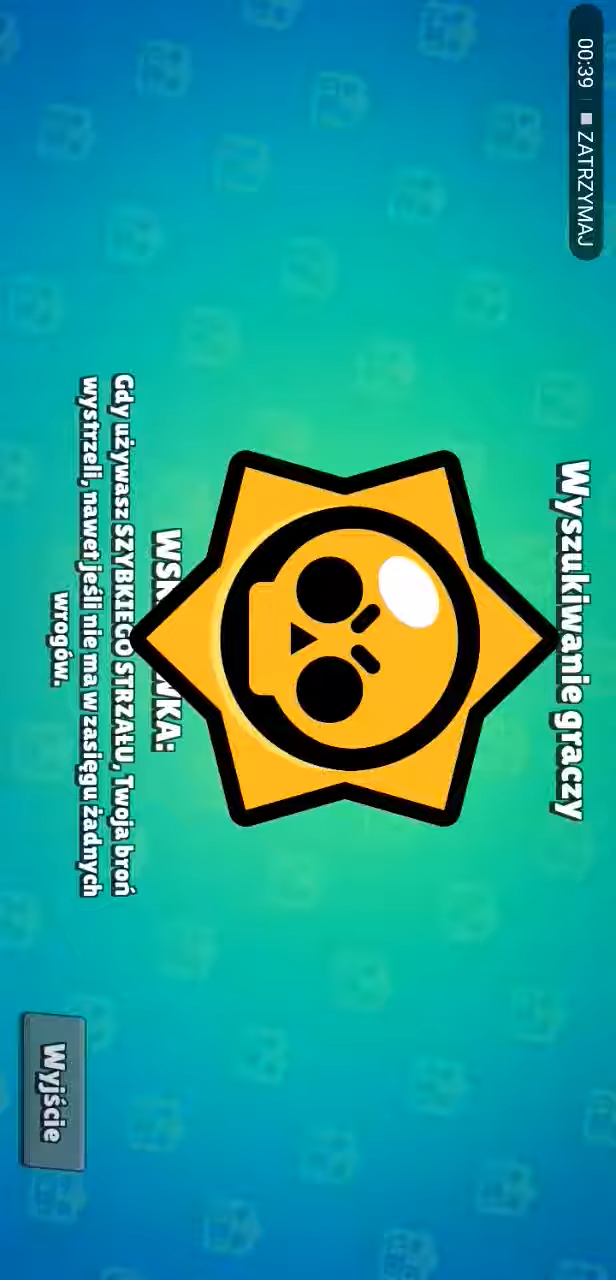 00:39 ZATRZYMAJ
Wyszukiwanie graczy
Gdy używasz SZYBKIEGO STRZAŁU, Twoja broń
wystrzeli, nawet jeśli nie ma w zasięgu żadnych
wrogów.
Wyjście